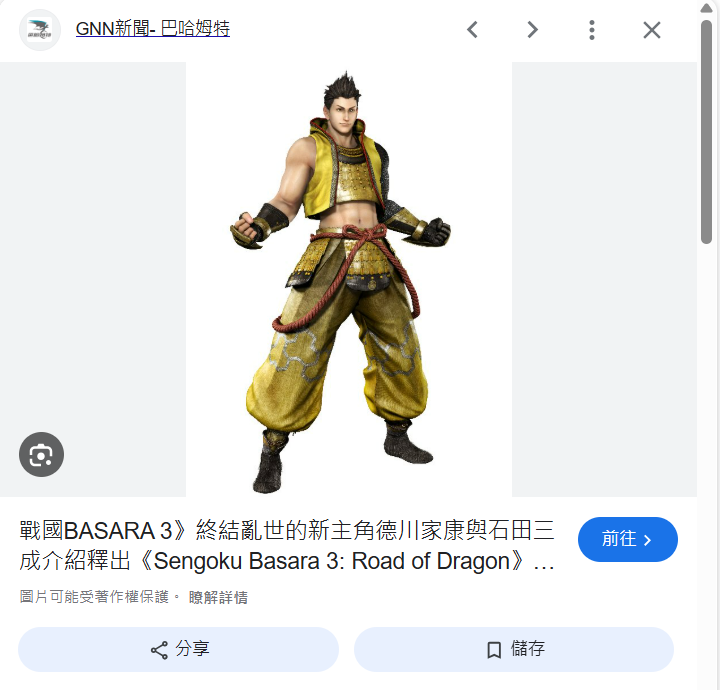 GNN新聞- 巴哈姆特
戰國BASARA 3》終結亂世的新主角德川家康與石田三
成介紹釋出《Sengoku Basara 3: Road of Dragon》...
前往
圖片可能受著作權保護。 瞭解詳情
分享
儲存